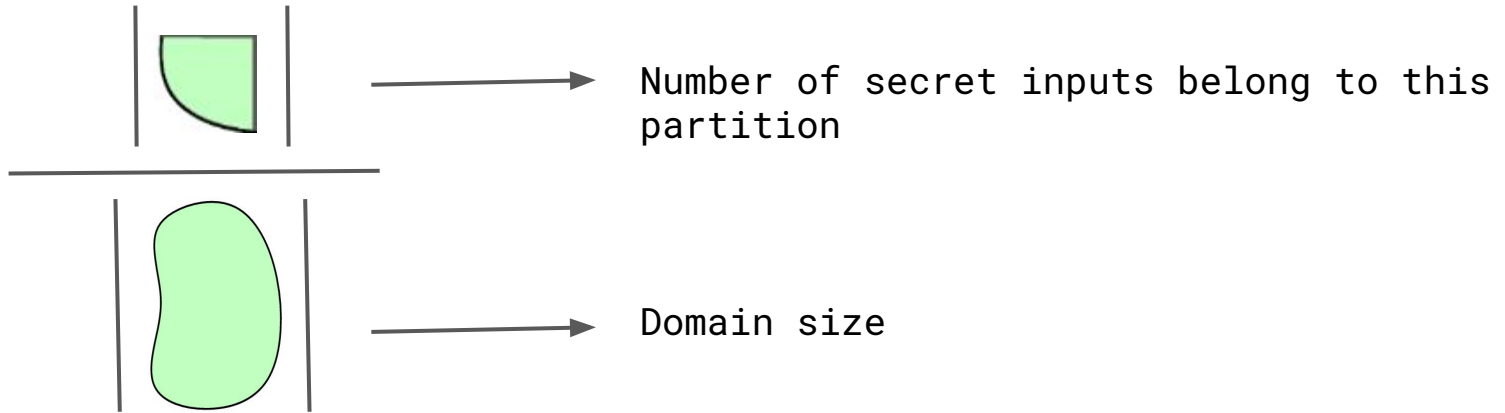 Number of secret inputs belong to this
partition
Domain size